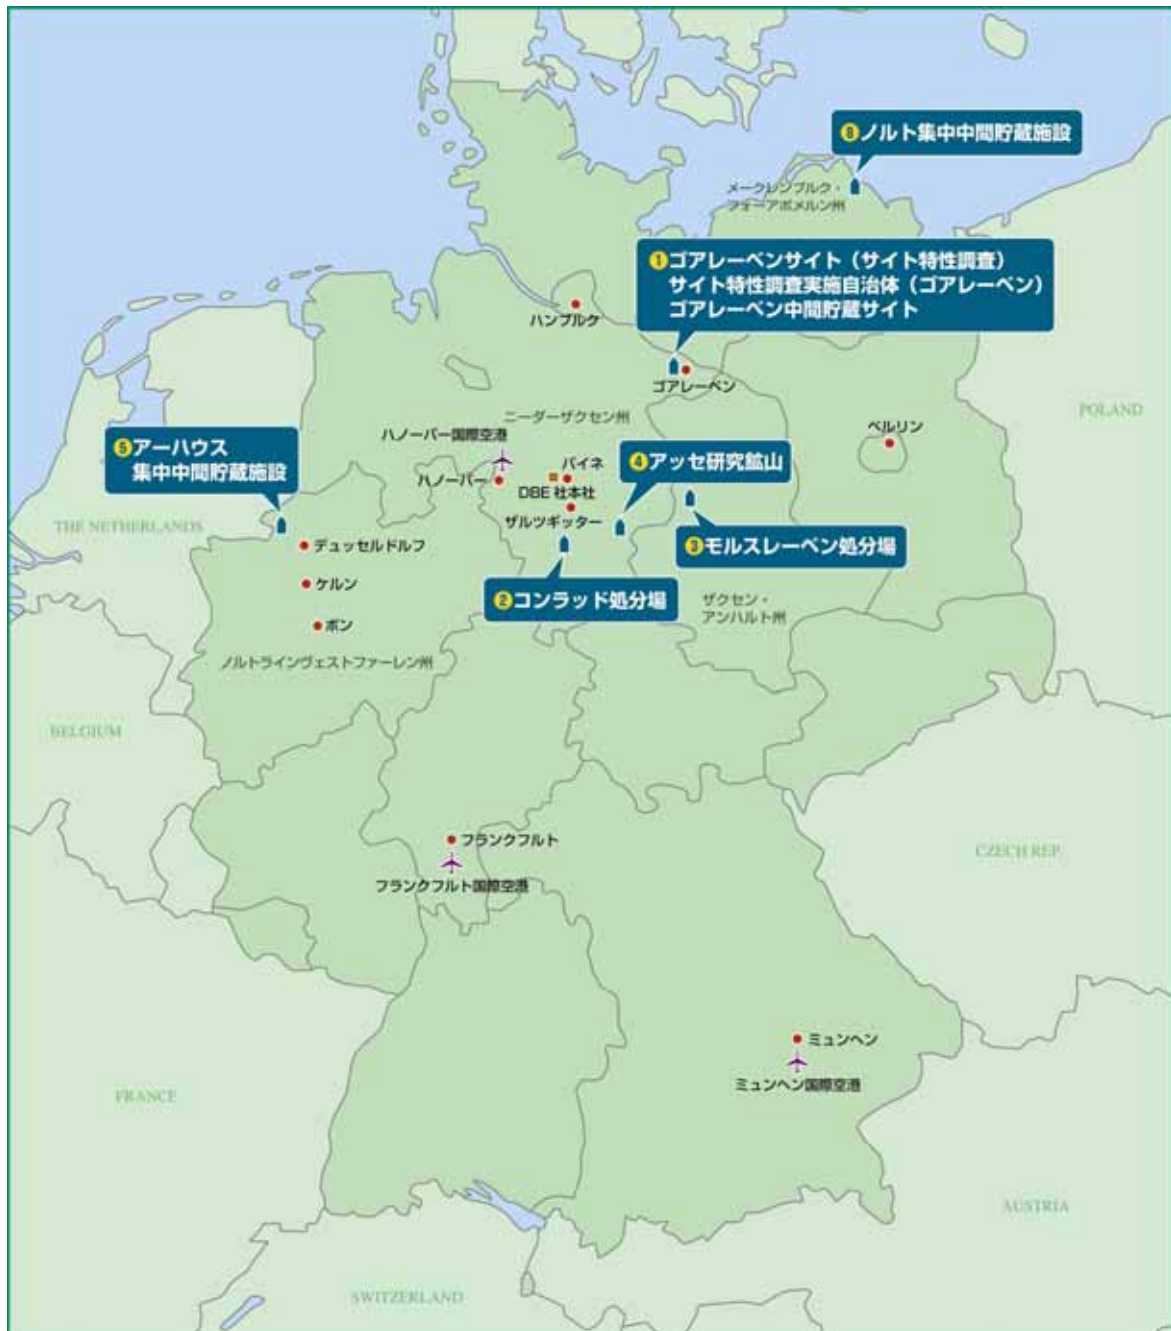 ❽ノルト集中中間貯蔵施設
メークレンブルク・
フォーアポメルン州
❶ゴアレーベンサイト（サイト特性調査）
サイト特性調査実施自治体（ゴアレーベン）
ゴアレーベン中間貯蔵サイト
ハンブルク
ゴアレーベン
POLAND
ニーダーザクセン州
ベルリン
ハノーバー国際空港
❺アーハウス
集中中間貯蔵施設
❹アッセ研究鉱山
パイネ
ハノーバー
DBE 社本社
ザルツギッター
THE NETHERLANDS
デュッセルドルフ
❸モルスレーベン処分場
ケルン
❷コンラッド処分場
ザクセン・
アンハルト州
ボン
ノルトラインヴェストファーレン州
BELGIUM
フランクフルト
フランクフルト国際空港
CZECH REP.
ミュンヘン
ミュンヘン国際空港
FRANCE
AUSTRIA
SWITZERLAND